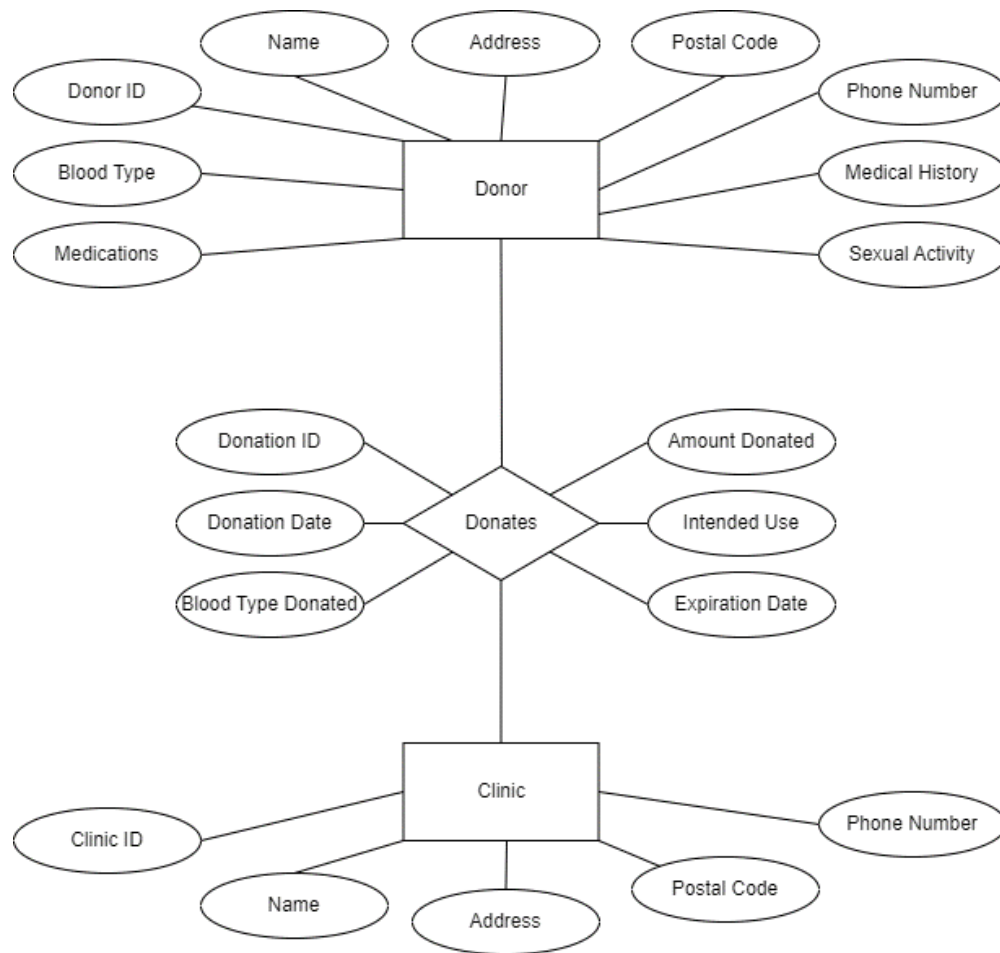 Name
Address
Postal Code
Donor ID
Phone Number
Blood Type
Donor
Medical History
Medications
Sexual Activity
Donation ID
Amount Donated
Donation Date
Donates
Intended Use
Blood Type Donated
Expiration Date
Clinic
Clinic ID
Phone Number
Name
Address
Postal Code